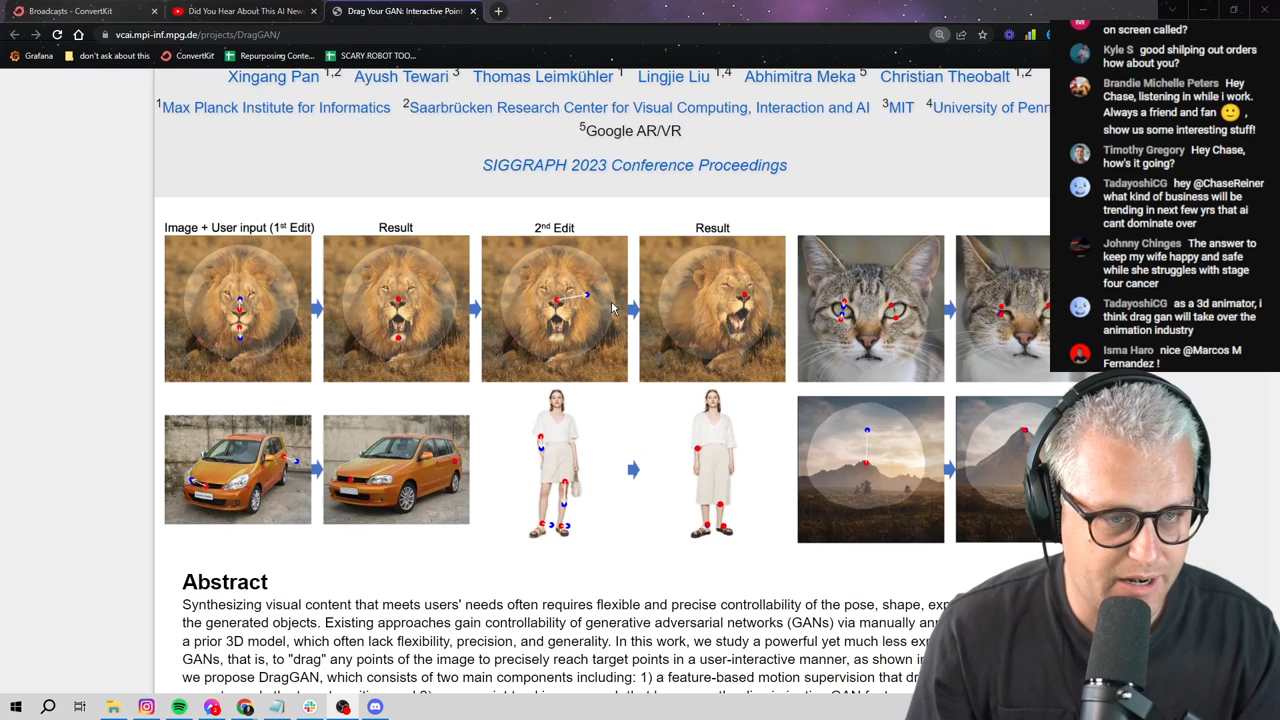 Broadcasts - ConvertKit
Did You Hear About This AI New
Drag Your GAN: Interactive Poin
vcai.mpi-inf.mpg.de/projects/DragGAN/
Grafana
don't ask about this
ConvertKit
Repurposing Conte
SCARY ROBOT TOO...
Xingang Pan 1,2 Ayush Tewari 3 Thomas Leimkühler 1 Lingjie Liu 1,4 Abhimitra Meka 5 Christian Theobalt 1,2
1Max Planck Institute for Informatics 2Saarbrücken Research Center for Visual Computing, Interaction and AI 3MIT 4University of Penn
5Google AR/VR
SIGGRAPH 2023 Conference Proceedings
Image + User input (1st Edit) Result 2nd Edit Result
Abstract
Synthesizing visual content that meets users' needs often requires flexible and precise controllability of the pose, shape, exp
the generated objects. Existing approaches gain controllability of generative adversarial networks (GANs) via manually ann
a prior 3D model, which often lack flexibility, precision, and generality. In this work, we study a powerful yet much less exp
GANs, that is, to "drag" any points of the image to precisely reach target points in a user-interactive manner, as shown i
we propose DragGAN, which consists of two main components including: 1) a feature-based motion supervision that dr
on screen called?
Kyle S good shilping out orders
how about you?
Brandie Michelle Peters Hey
Chase, listening in while i work.
Always a friend and fan 🙂 ,
show us some interesting stuff!
Timothy Gregory Hey Chase,
how's it going?
TadayoshiCG hey @ChaseReiner
what kind of business will be
trending in next few yrs that ai
cant dominate over
Johnny Chinges The answer to
keep my wife happy and safe
while she struggles with stage
four cancer
TadayoshiCG as a 3d animator, i
think drag gan will take over the
animation industry
Isma Haro nice @Marcos M
Fernandez !